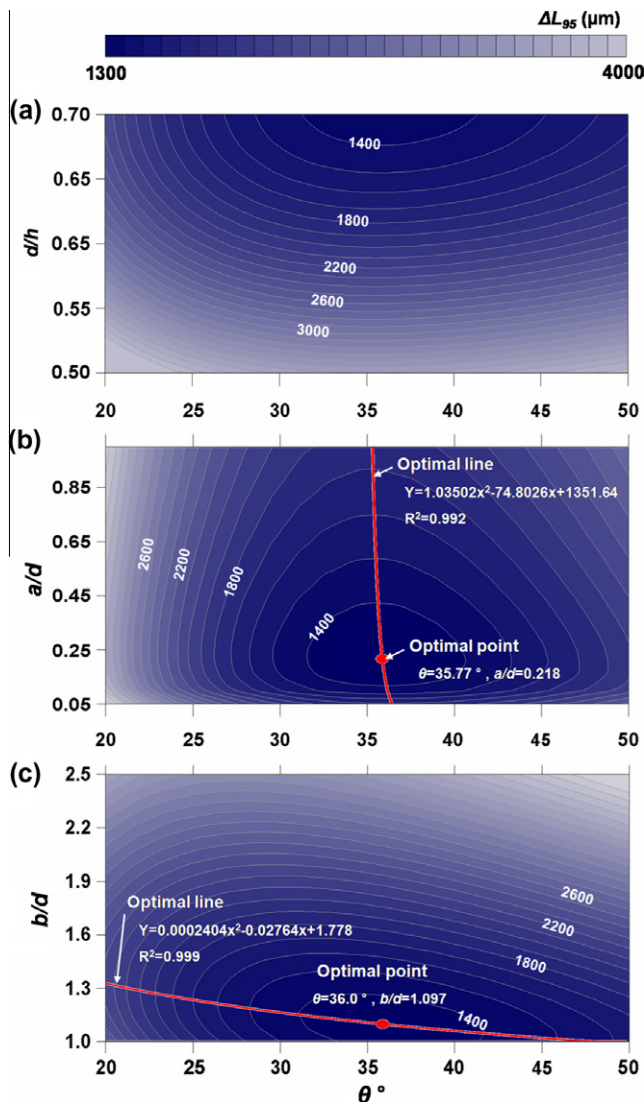 ΔL95 (μm)
1300 4000
(a)
0.70
0.65
0.65
0.55
0.50
d/h
1400
1800
2200
2600
3000
20 25 30 35 40 45 50
(b)
0.85
0.65
0.45
0.25
0.05
a/d
2600
2200
1800
1400
Optimal line
Y=1.03502x²-74.8026x+1351.64
R²=0.992
Optimal point
θ=35.77 ° , a/d=0.218
20 25 30 35 40 45 50
(c)
2.5
2.2
1.9
1.6
1.3
1.0
b/d
2600
2200
1800
1400
Optimal line
Y=0.0002404x²-0.02764x+1.778
R²=0.999
Optimal point
θ=36.0 ° , b/d=1.097
20 25 30 35 40 45 50
θ °